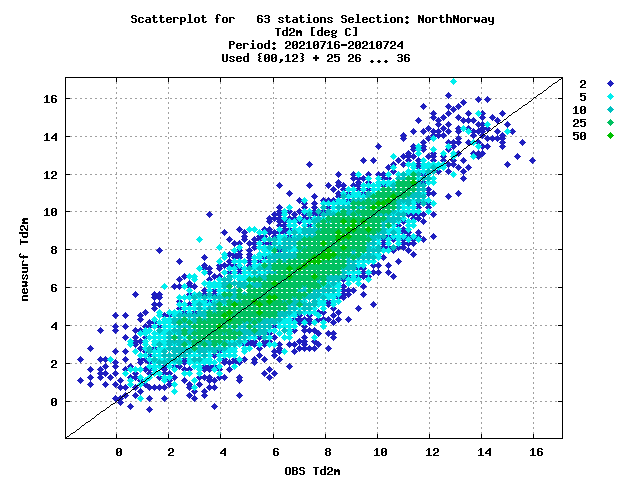 Scatterplot for   63 stations Selection: NorthNorway
Td2m [deg C]
Period: 20210716-20210724
Used {00,12} + 25 26 ... 36
2
5
10
25
50
16
14
12
10
8
6
4
2
0
newsurf Td2m
0 2 4 6 8 10 12 14 16
OBS Td2m